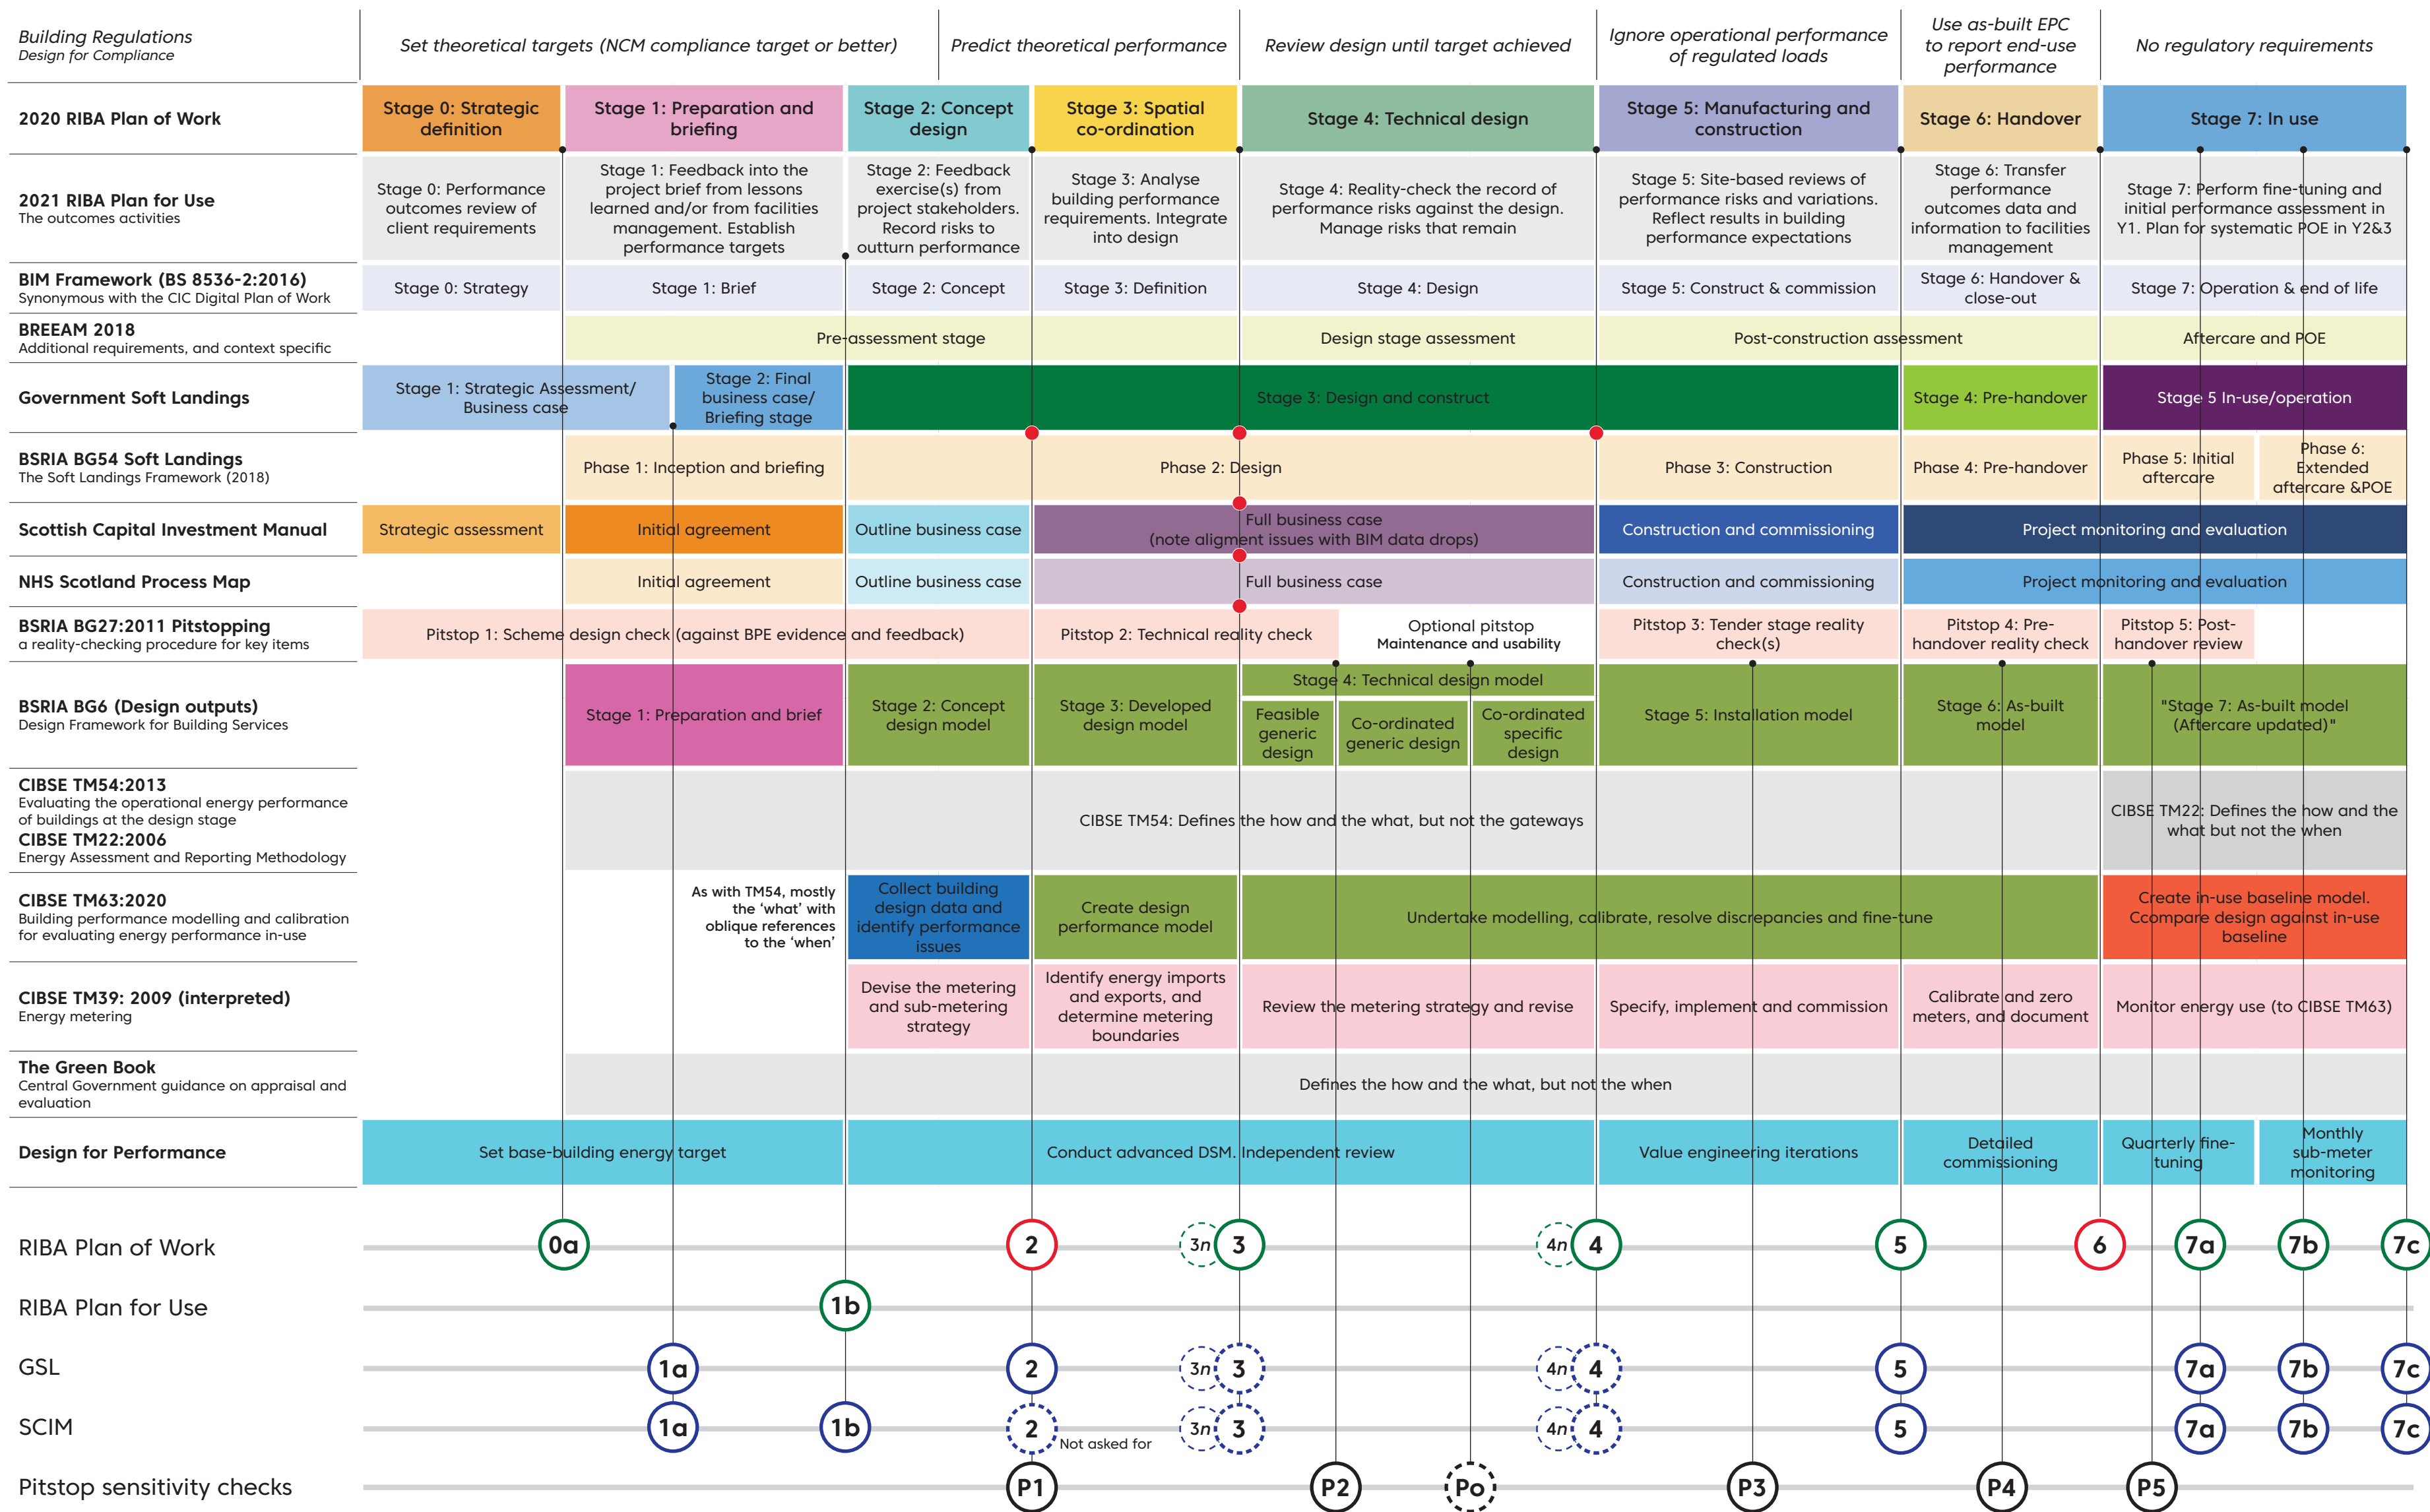 Building Regulations
Design for Compliance
Set theoretical targets (NCM compliance target or better)
Predict theoretical performance
Review design until target achieved
Ignore operational performance
of regulated loads
Use as-built EPC
to report end-use
performance
No regulatory requirements
2020 RIBA Plan of Work
Stage 0: Strategic
definition
Stage 1: Preparation and
briefing
Stage 2: Concept
design
Stage 3: Spatial
co-ordination
Stage 4: Technical design
Stage 5: Manufacturing and
construction
Stage 6: Handover
Stage 7: In use
2021 RIBA Plan for Use
The outcomes activities
Stage 0: Performance
outcomes review of
client requirements
Stage 1: Feedback into the
project brief from lessons
learned and/or from facilities
management. Establish
performance targets
Stage 2: Feedback
exercise(s) from
project stakeholders.
Record risks to
outturn performance
Stage 3: Analyse
building performance
requirements. Integrate
into design
Stage 4: Reality-check the record of
performance risks against the design.
Manage risks that remain
Stage 5: Site-based reviews of
performance risks and variations.
Reflect results in building
performance expectations
Stage 6: Transfer
performance
outcomes data and
information to facilities
management
Stage 7: Perform fine-tuning and
initial performance assessment in
Y1. Plan for systematic POE in Y2&3
BIM Framework (BS 8536-2:2016)
Synonymous with the CIC Digital Plan of Work
Stage 0: Strategy
Stage 1: Brief
Stage 2: Concept
Stage 3: Definition
Stage 4: Design
Stage 5: Construct & commission
Stage 6: Handover &
close-out
Stage 7: Operation & end of life
BREEAM 2018
Additional requirements, and context specific
Pre-assessment stage
Design stage assessment
Post-construction assessment
Aftercare and POE
Government Soft Landings
Stage 1: Strategic Assessment/
Business case
Stage 2: Final
business case/
Briefing stage
Stage 3: Design and construct
Stage 4: Pre-handover
Stage 5 In-use/operation
BSRIA BG54 Soft Landings
The Soft Landings Framework (2018)
Phase 1: Inception and briefing
Phase 2: Design
Phase 3: Construction
Phase 4: Pre-handover
Phase 5: Initial
aftercare
Phase 6:
Extended
aftercare &POE
Scottish Capital Investment Manual
Strategic assessment
Initial agreement
Outline business case
Full business case
(note aligment issues with BIM data drops)
Construction and commissioning
Project monitoring and evaluation
NHS Scotland Process Map
Initial agreement
Outline business case
Full business case
Construction and commissioning
Project monitoring and evaluation
BSRIA BG27:2011 Pitstopping
a reality-checking procedure for key items
Pitstop 1: Scheme design check (against BPE evidence and feedback)
Pitstop 2: Technical reality check
Optional pitstop
Maintenance and usability
Pitstop 3: Tender stage reality
check(s)
Pitstop 4: Pre-
handover reality check
Pitstop 5: Post-
handover review
BSRIA BG6 (Design outputs)
Design Framework for Building Services
Stage 1: Preparation and brief
Stage 2: Concept
design model
Stage 3: Developed
design model
Stage 4: Technical design model
Feasible
generic
design
Co-ordinated
generic design
Co-ordinated
specific
design
Stage 5: Installation model
Stage 6: As-built
model
"Stage 7: As-built model
(Aftercare updated)"
CIBSE TM54:2013
Evaluating the operational energy performance
of buildings at the design stage
CIBSE TM22:2006
Energy Assessment and Reporting Methodology
CIBSE TM54: Defines the how and the what, but not the gateways
CIBSE TM22: Defines the how and the
what but not the when
CIBSE TM63:2020
Building performance modelling and calibration
for evaluating energy performance in-use
As with TM54, mostly
the ‘what’ with
oblique references
to the ‘when’
Collect building
design data and
identify performance
issues
Create design
performance model
Undertake modelling, calibrate, resolve discrepancies and fine-tune
Create in-use baseline model.
Ccompare design against in-use
baseline
CIBSE TM39: 2009 (interpreted)
Energy metering
Devise the metering
and sub-metering
strategy
Identify energy imports
and exports, and
determine metering
boundaries
Review the metering strategy and revise
Specify, implement and commission
Calibrate and zero
meters, and document
Monitor energy use (to CIBSE TM63)
The Green Book
Central Government guidance on appraisal and
evaluation
Defines the how and the what, but not the when
Design for Performance
Set base-building energy target
Conduct advanced DSM. Independent review
Value engineering iterations
Detailed
commissioning
Quarterly fine-
tuning
Monthly
sub-meter
monitoring
RIBA Plan of Work
0a
2
3n
3
4n
4
5
6
7a
7b
7c
RIBA Plan for Use
1b
GSL
1a
2
3n
3
4n
4
5
7a
7b
7c
SCIM
1a
1b
2
Not asked for
3n
3
4n
4
5
7a
7b
7c
Pitstop sensitivity checks
P1
P2
Po
P3
P4
P5